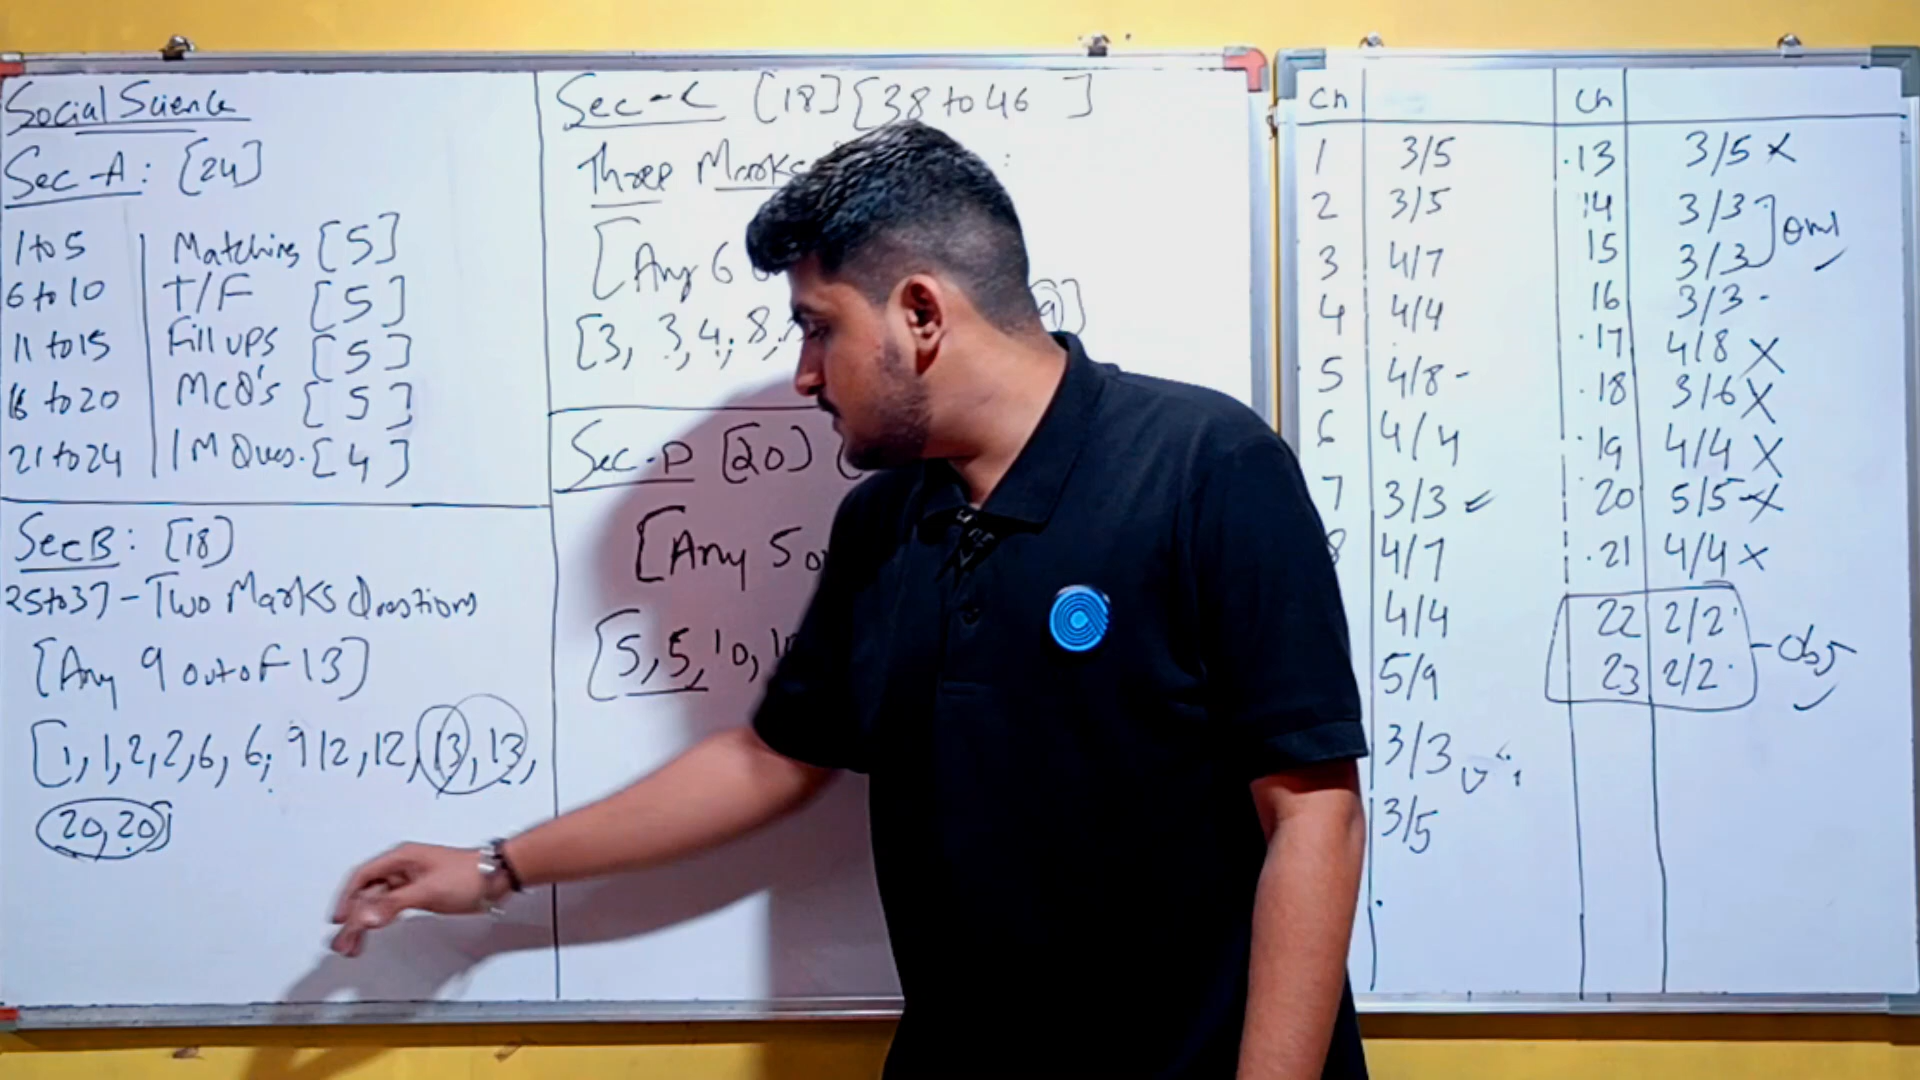 Social Science
Sec-A: [24]
1 to 5 Matching [5]
6 to 10 T/F [5]
11 to 15 Fill ups [5]
16 to 20 MCQ's [5]
21 to 24 1M Ques. [4]
Sec B: [18]
25 to 37 - Two Marks Questions
[Any 9 out of 13]
[1, 1, 2, 2, 6, 6, 9 12, 12, 13, 13,
20, 20]
Sec-C [18] [38 to 46 ]
Three Marks
[Any 6
[3, 3, 4, 8, 9]
Sec-D [20]
[Any 5
[5, 5, 10,
Ch Ch
1 3/5 13 3/5 X
2 3/5 14 3/3
3 4/7 15 3/3
4 4/4 16 3/3 -
5 4/8 - 17 4/8 X
6 4/4 18 3/6 X
7 3/3 19 4/4 X
8 4/7 20 5/5 X
4/4 21 4/4 X
5/9 22 2/2
3/3 23 2/2
3/5
Obj